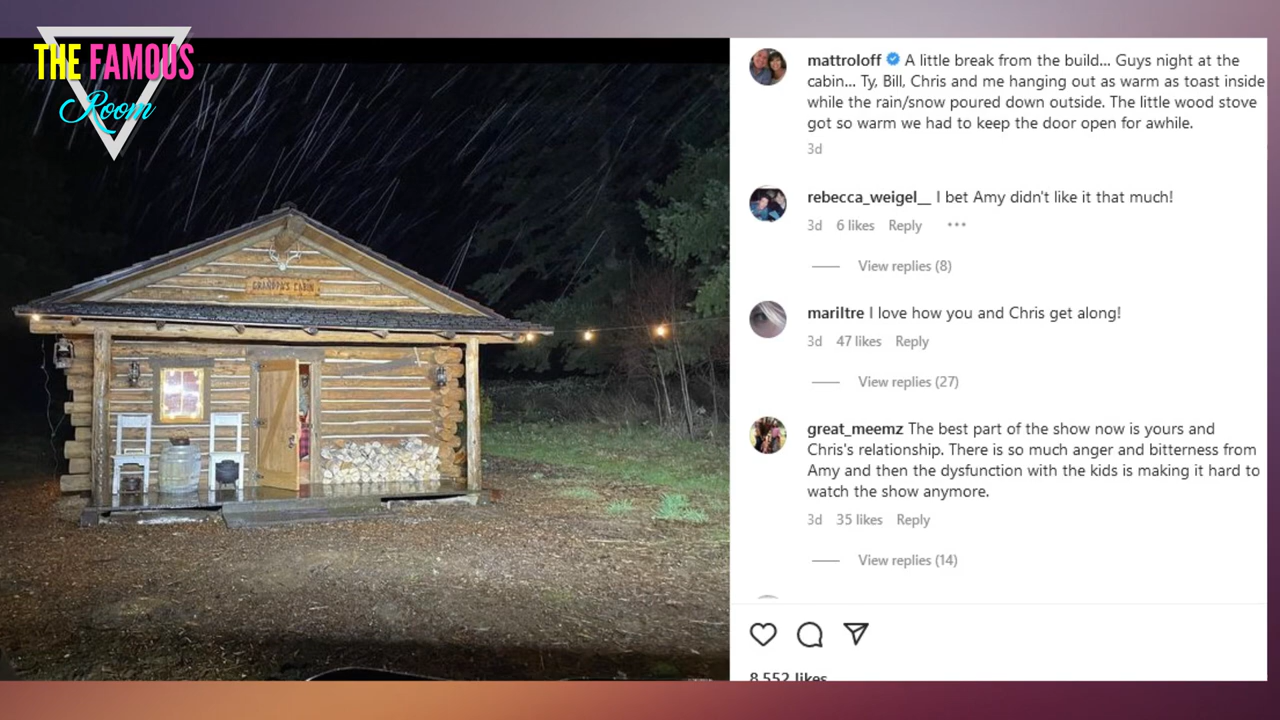 THE FAMOUS
Room
GRANDPA'S CABIN
mattroloff A little break from the build... Guys night at the
cabin... Ty, Bill, Chris and me hanging out as warm as toast inside
while the rain/snow poured down outside. The little wood stove
got so warm we had to keep the door open for awhile.
3d
rebecca_weigel__ I bet Amy didn't like it that much!
3d 6 likes Reply
View replies (8)
mariltre I love how you and Chris get along!
3d 47 likes Reply
View replies (27)
great_meemz The best part of the show now is yours and
Chris's relationship. There is so much anger and bitterness from
Amy and then the dysfunction with the kids is making it hard to
watch the show anymore.
3d 35 likes Reply
View replies (14)
8,552 likes